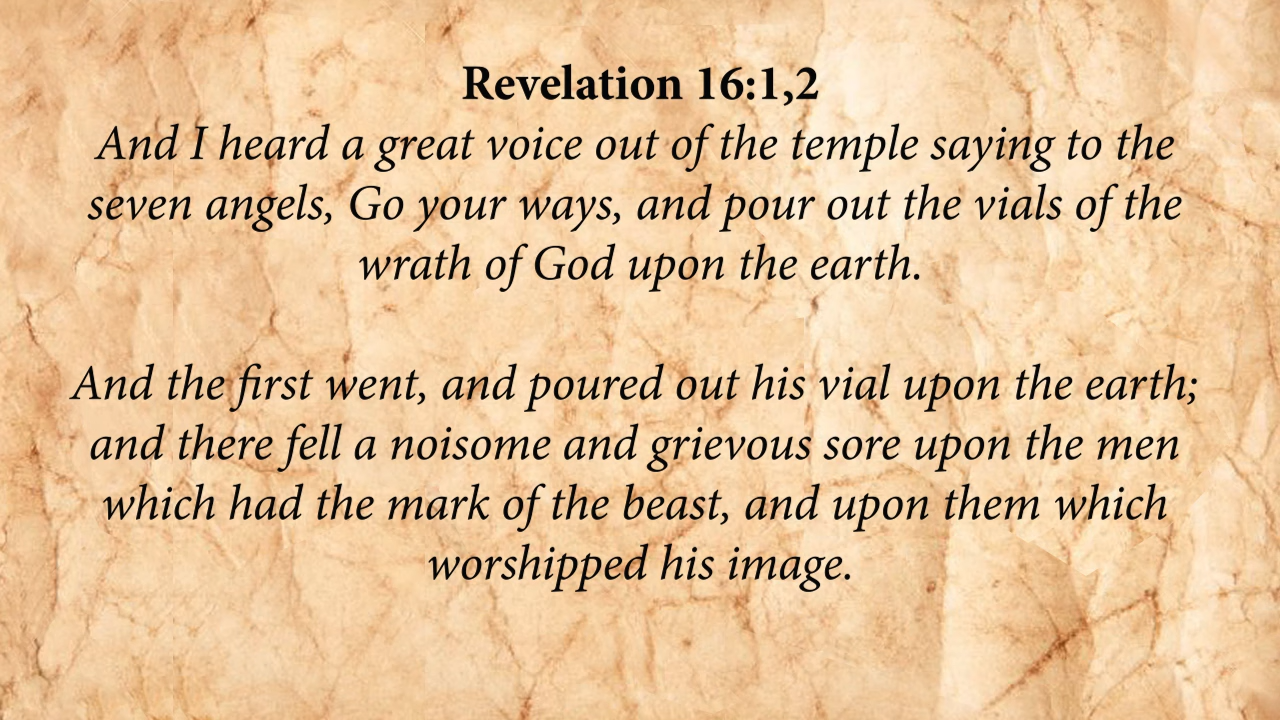 Revelation 16:1,2
And I heard a great voice out of the temple saying to the
seven angels, Go your ways, and pour out the vials of the
wrath of God upon the earth.
And the first went, and poured out his vial upon the earth;
and there fell a noisome and grievous sore upon the men
which had the mark of the beast, and upon them which
worshipped his image.